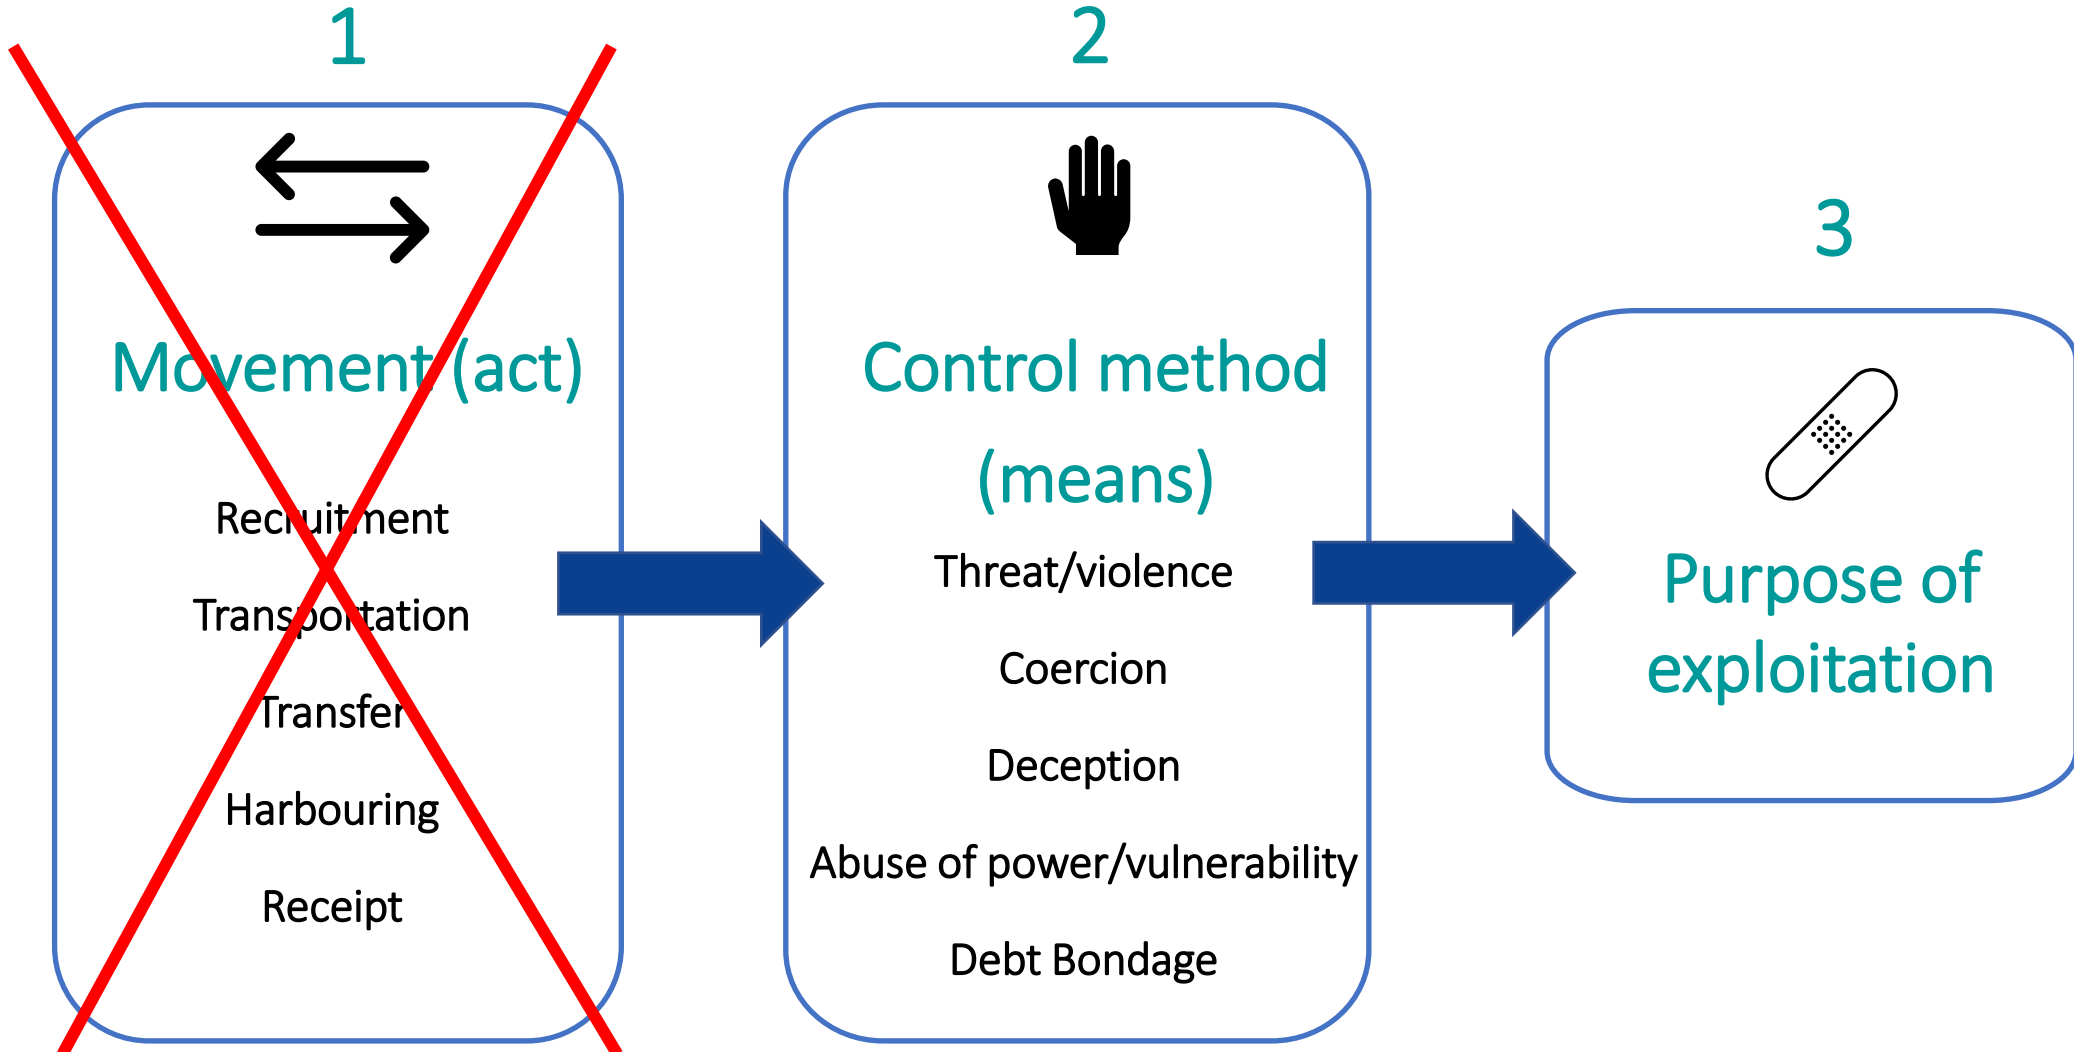 1
Movement (act)
Recruitment
Transportation
Transfer
Harbouring
Receipt
2
Control method
(means)
Threat/violence
Coercion
Deception
Abuse of power/vulnerability
Debt Bondage
3
Purpose of
exploitation